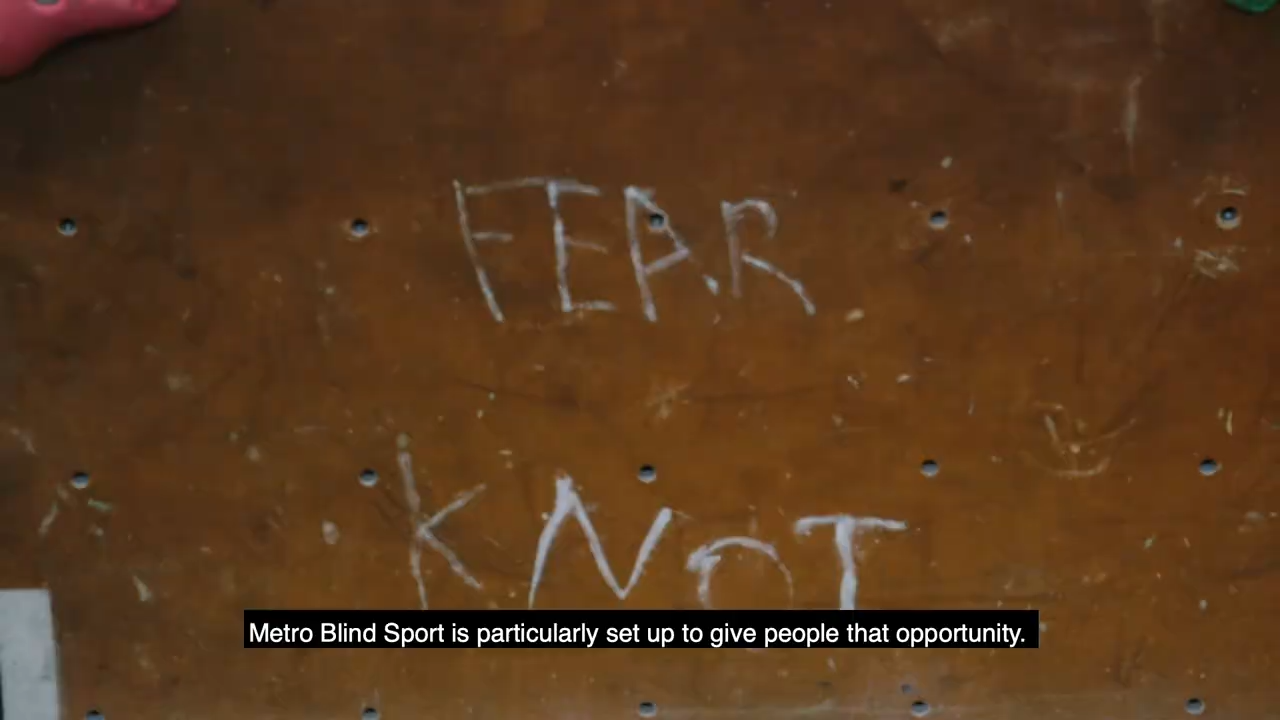 FEAR
KNOT
Metro Blind Sport is particularly set up to give people that opportunity.